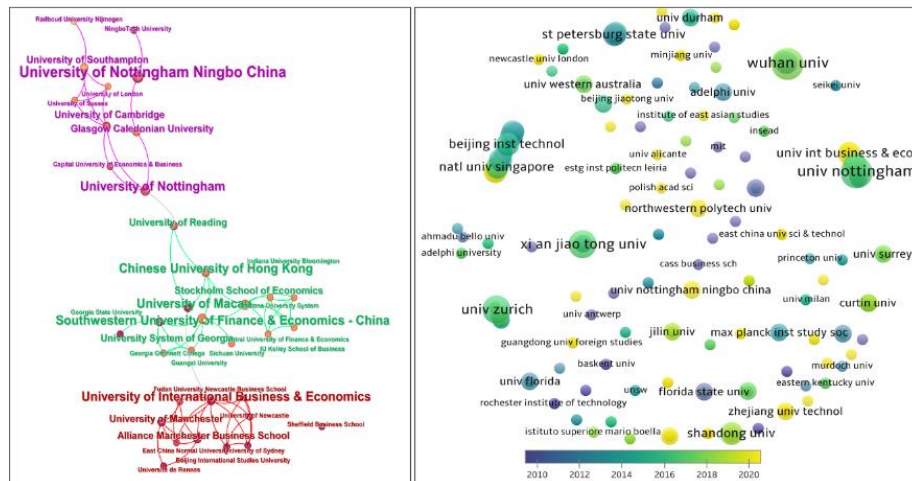 Radboud University Nijmegen
NingboTech University
University of Southampton
University of Nottingham Ningbo China
University of London
University of Sussex
University of Cambridge
Glasgow Caledonian University
Capital University of Economics & Business
University of Nottingham
University of Reading
Indiana University Bloomington
Chinese University of Hong Kong
Stockholm School of Economics
Georgia State University
University of Macau
University System
Southwestern University of Finance & Economics - China
University System of Georgia
University of Finance & Economics
IU Kelley School of Business
Georgia Gwinnett College
Sichuan University
Guangxi University
Fudan University
Newcastle Business School
University of International Business & Economics
University of Manchester
University of Newcastle
Sheffield Business School
Alliance Manchester Business School
East China Normal University
University of Sydney
Beijing International Studies University
Universite de Rennes
univ durham
st petersburg state univ
newcastle univ london
minjiang univ
wuhan univ
univ western australia
adelphi univ
seikei univ
beijing jiaotong univ
institute of east asian studies
insead
beijing inst technol
mit
univ int business & eco
natl univ singapore
estg inst politecn leiria
univ alicante
univ nottingham
polish acad sci
northwestern polytech univ
ahmadu bello univ
adelphi university
xi an jiao tong univ
east china univ sci & technol
cass business sch
princeton univ
univ surrey
univ nottingham ningbo china
univ zurich
univ antwerp
univ milan
curtin univ
guangdong univ foreign studies
jilin univ
max planck inst study soc
baskent univ
murdoch univ
univ florida
unsw
florida state univ
eastern kentucky univ
rochester institute of technology
zhejiang univ technol
istituto superiore mario boella
shandong univ
2010 2012 2014 2016 2018 2020